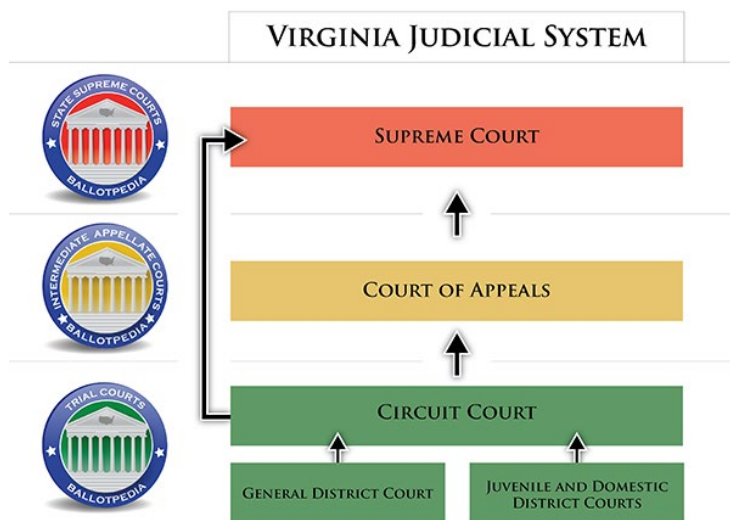 VIRGINIA JUDICIAL SYSTEM
STATE SUPREME COURTS
BALLOTPEDIA
SUPREME COURT
INTERMEDIATE APPELLATE COURTS
BALLOTPEDIA
COURT OF APPEALS
TRIAL COURTS
BALLOTPEDIA
CIRCUIT COURT
GENERAL DISTRICT COURT
JUVENILE AND DOMESTIC
DISTRICT COURTS